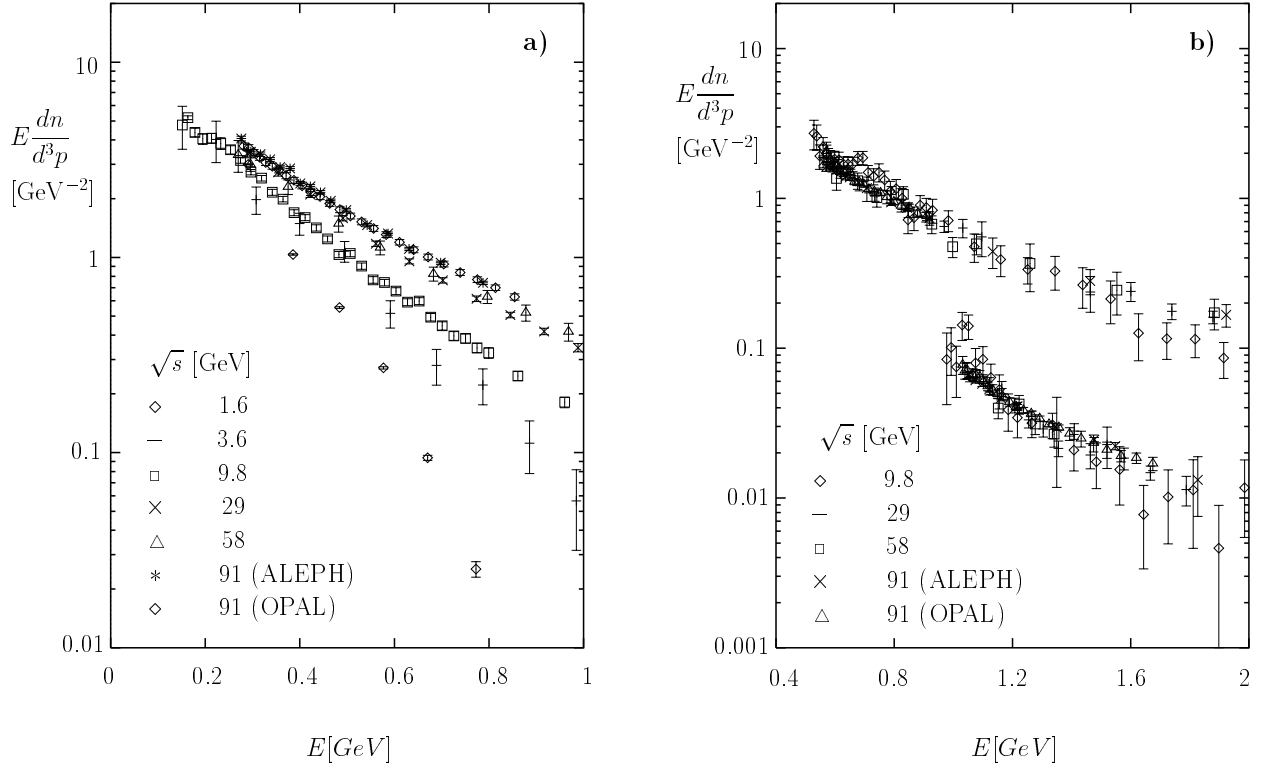 a)
10
E dn/d³p
[GeV⁻²]
1
0.1
0.01
√s [GeV]
1.6
3.6
9.8
29
58
91 (ALEPH)
91 (OPAL)
0 0.2 0.4 0.6 0.8 1
E[GeV]
b)
10
E dn/d³p
[GeV⁻²]
1
0.1
0.01
0.001
√s [GeV]
9.8
29
58
91 (ALEPH)
91 (OPAL)
0.4 0.8 1.2 1.6 2
E[GeV]